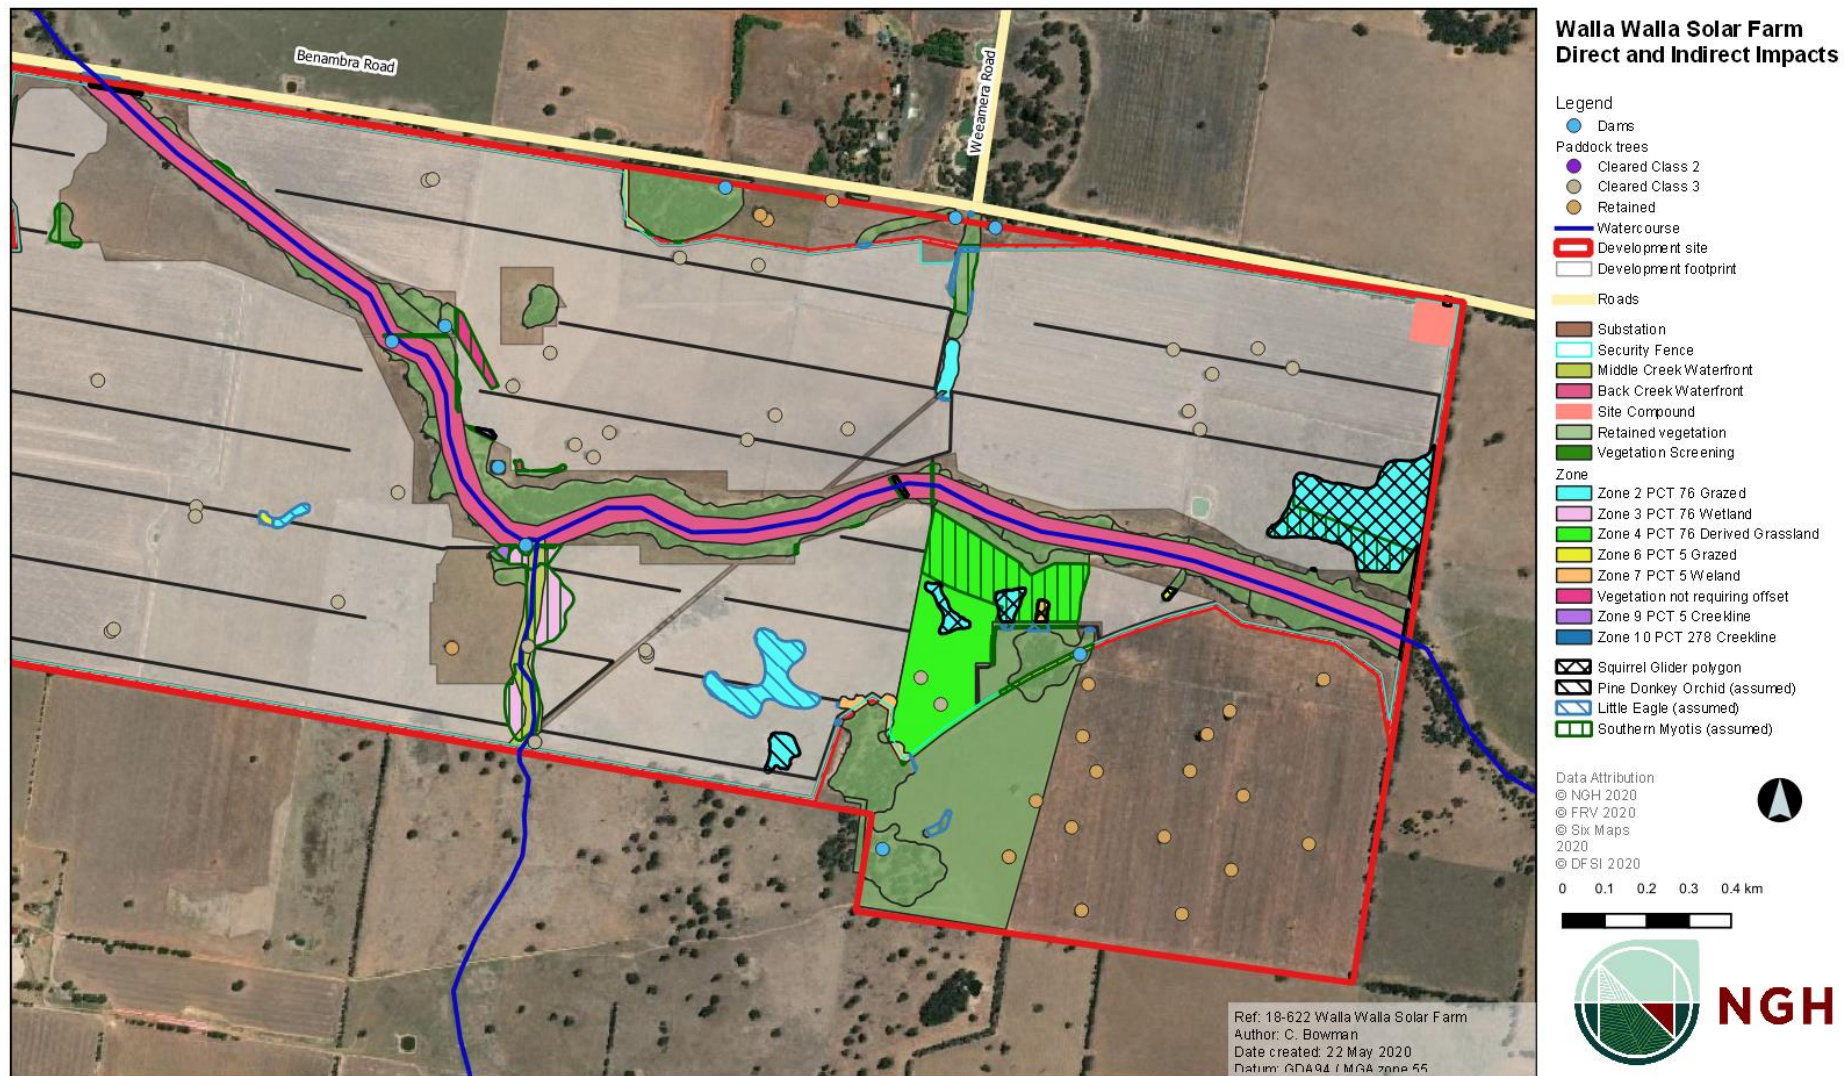 Benambra Road
Weeamera Road
Walla Walla Solar Farm
Direct and Indirect Impacts
Legend
Dams
Paddock trees
Cleared Class 2
Cleared Class 3
Retained
Watercourse
Development site
Development footprint
Roads
Substation
Security Fence
Middle Creek Waterfront
Back Creek Waterfront
Site Compound
Retained vegetation
Vegetation Screening
Zone
Zone 2 PCT 76 Grazed
Zone 3 PCT 76 Wetland
Zone 4 PCT 76 Derived Grassland
Zone 6 PCT 5 Grazed
Zone 7 PCT 5 Weland
Vegetation not requiring offset
Zone 9 PCT 5 Creekline
Zone 10 PCT 278 Creekline
Squirrel Glider polygon
Pine Donkey Orchid (assumed)
Little Eagle (assumed)
Southern Myotis (assumed)
Data Attribution
© NGH 2020
© FRV 2020
© Six Maps
2020
© DFSI 2020
0 0.1 0.2 0.3 0.4 km
NGH
Ref: 18-622 Walla Walla Solar Farm
Author: C. Bowman
Date created: 22 May 2020
Datum: GDA94 / MGA zone 55